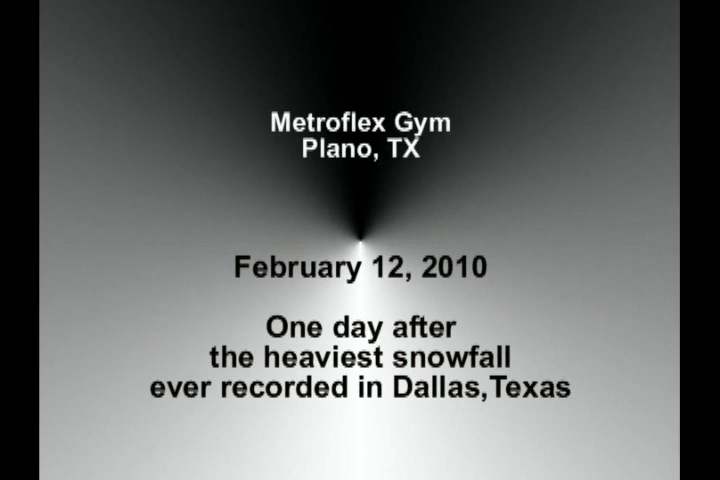 Metroflex Gym
Plano, TX
February 12, 2010
One day after
the heaviest snowfall
ever recorded in Dallas,Texas